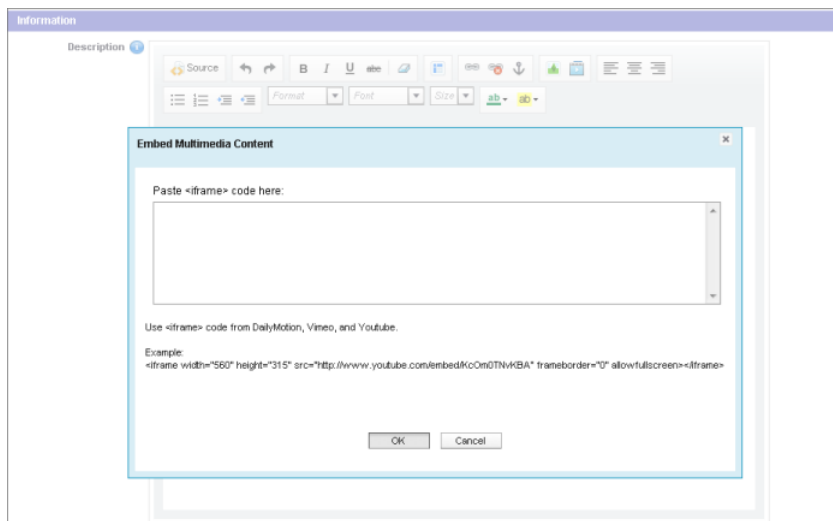 Information
Description
Source B I U abc
Format Font Size ab ab
Embed Multimedia Content
Paste <iframe> code here:
Use <iframe> code from DailyMotion, Vimeo, and Youtube.
Example:
<iframe width="560" height="315" src="http://www.youtube.com/embed/KcOm0TNvKBA" frameborder="0" allowfullscreen></iframe>
OK Cancel